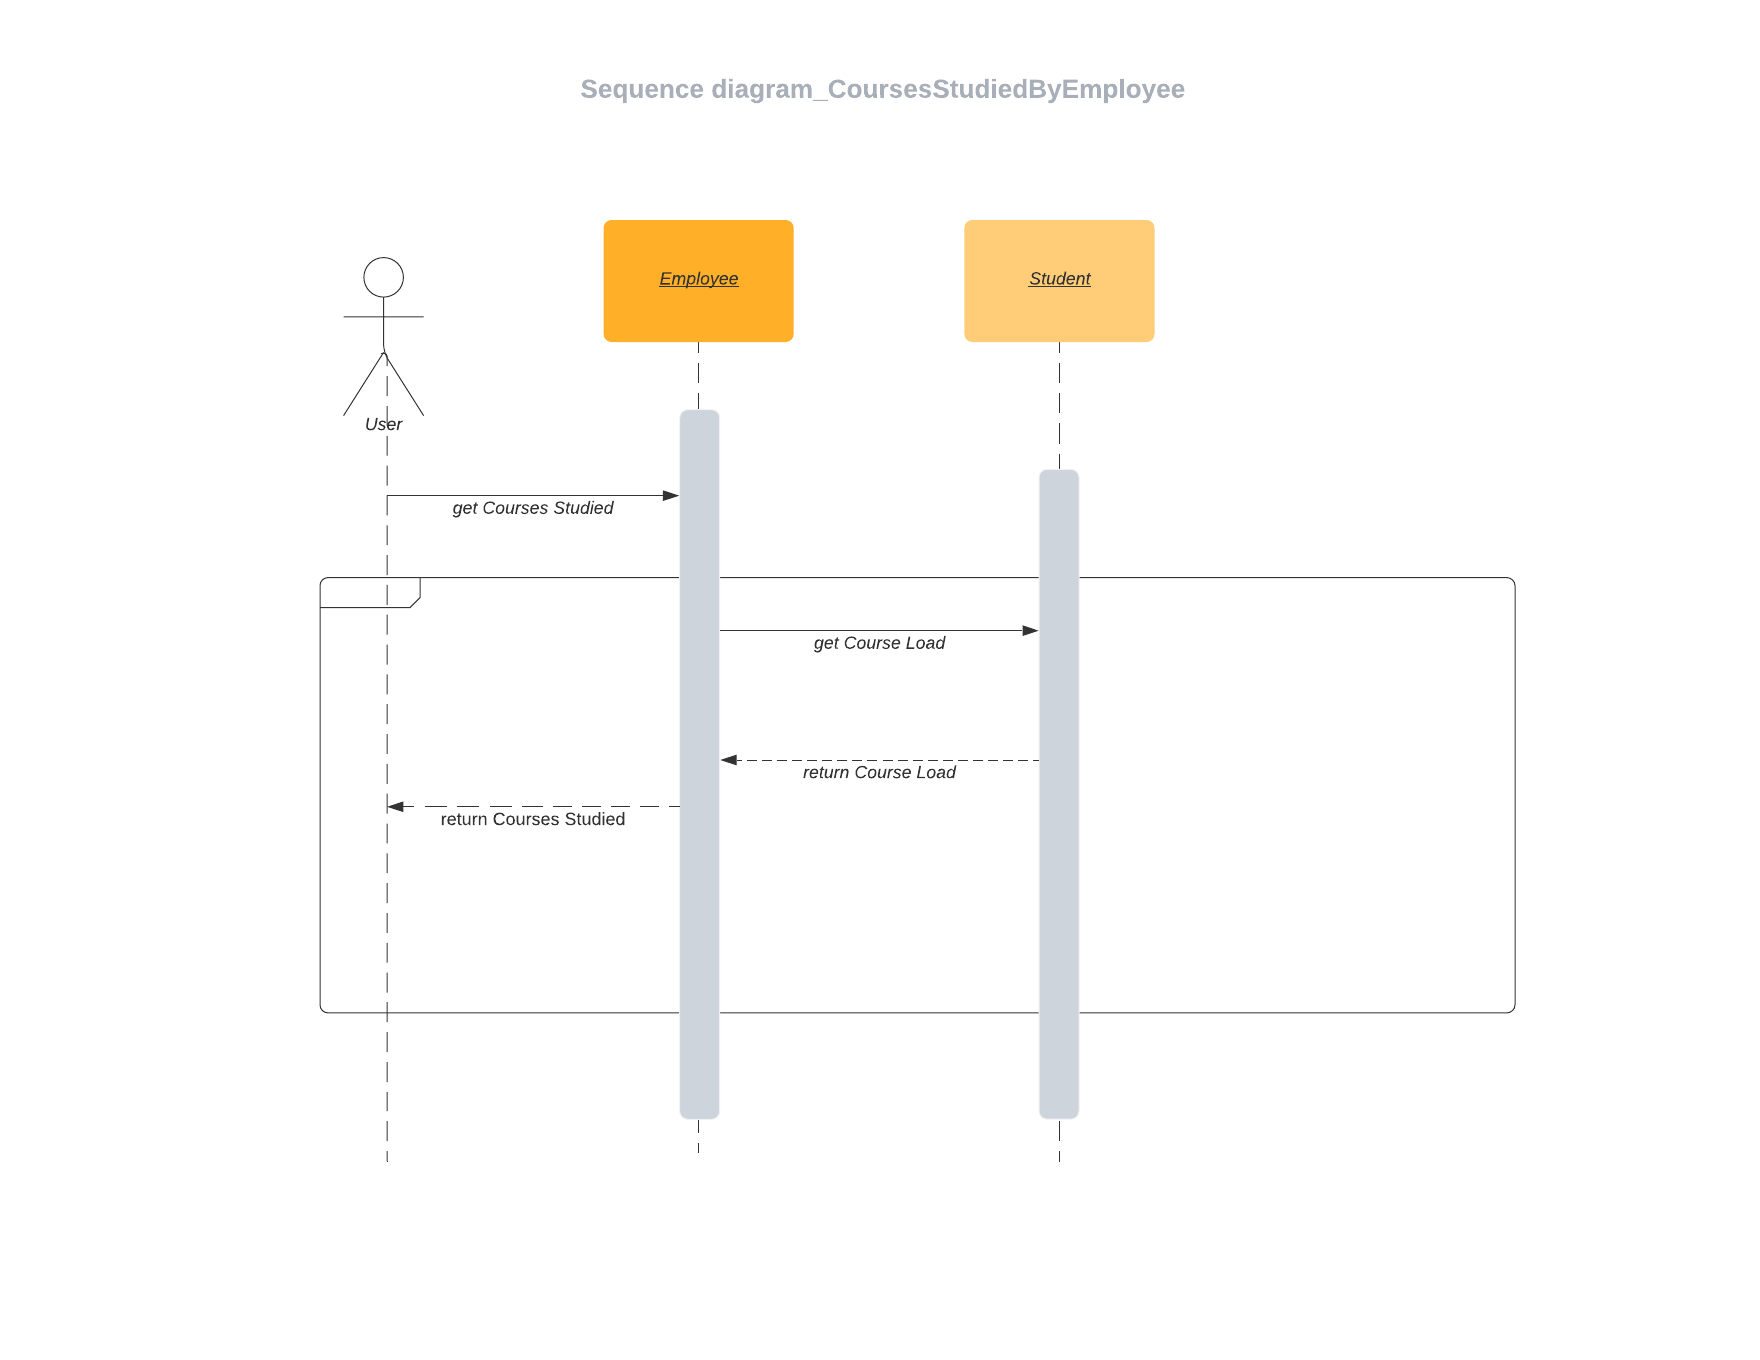 Sequence diagram_CoursesStudiedByEmployee
Employee
Student
User
get Courses Studied
get Course Load
return Course Load
return Courses Studied